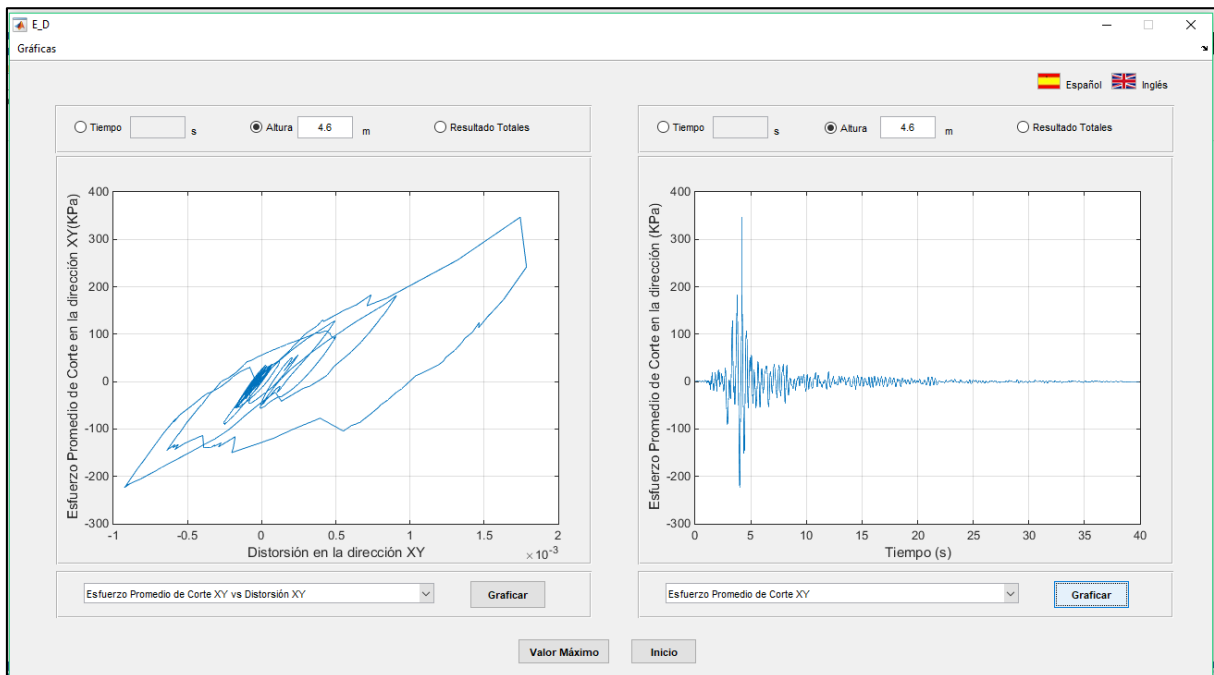 E_D
Gráficas
Español Inglés
Tiempo s Altura 4.6 m Resultado Totales
Esfuerzo Promedio de Corte en la dirección XY(KPa)
400
300
200
100
0
-100
-200
-300
-1 -0.5 0 0.5 1 1.5 2
Distorsión en la dirección XY
× 10-3
Esfuerzo Promedio de Corte XY vs Distorsión XY Graficar
Tiempo s Altura 4.6 m Resultado Totales
Esfuerzo Promedio de Corte en la dirección (KPa)
400
300
200
100
0
-100
-200
-300
0 5 10 15 20 25 30 35 40
Tiempo (s)
Esfuerzo Promedio de Corte XY Graficar
Valor Máximo Inicio